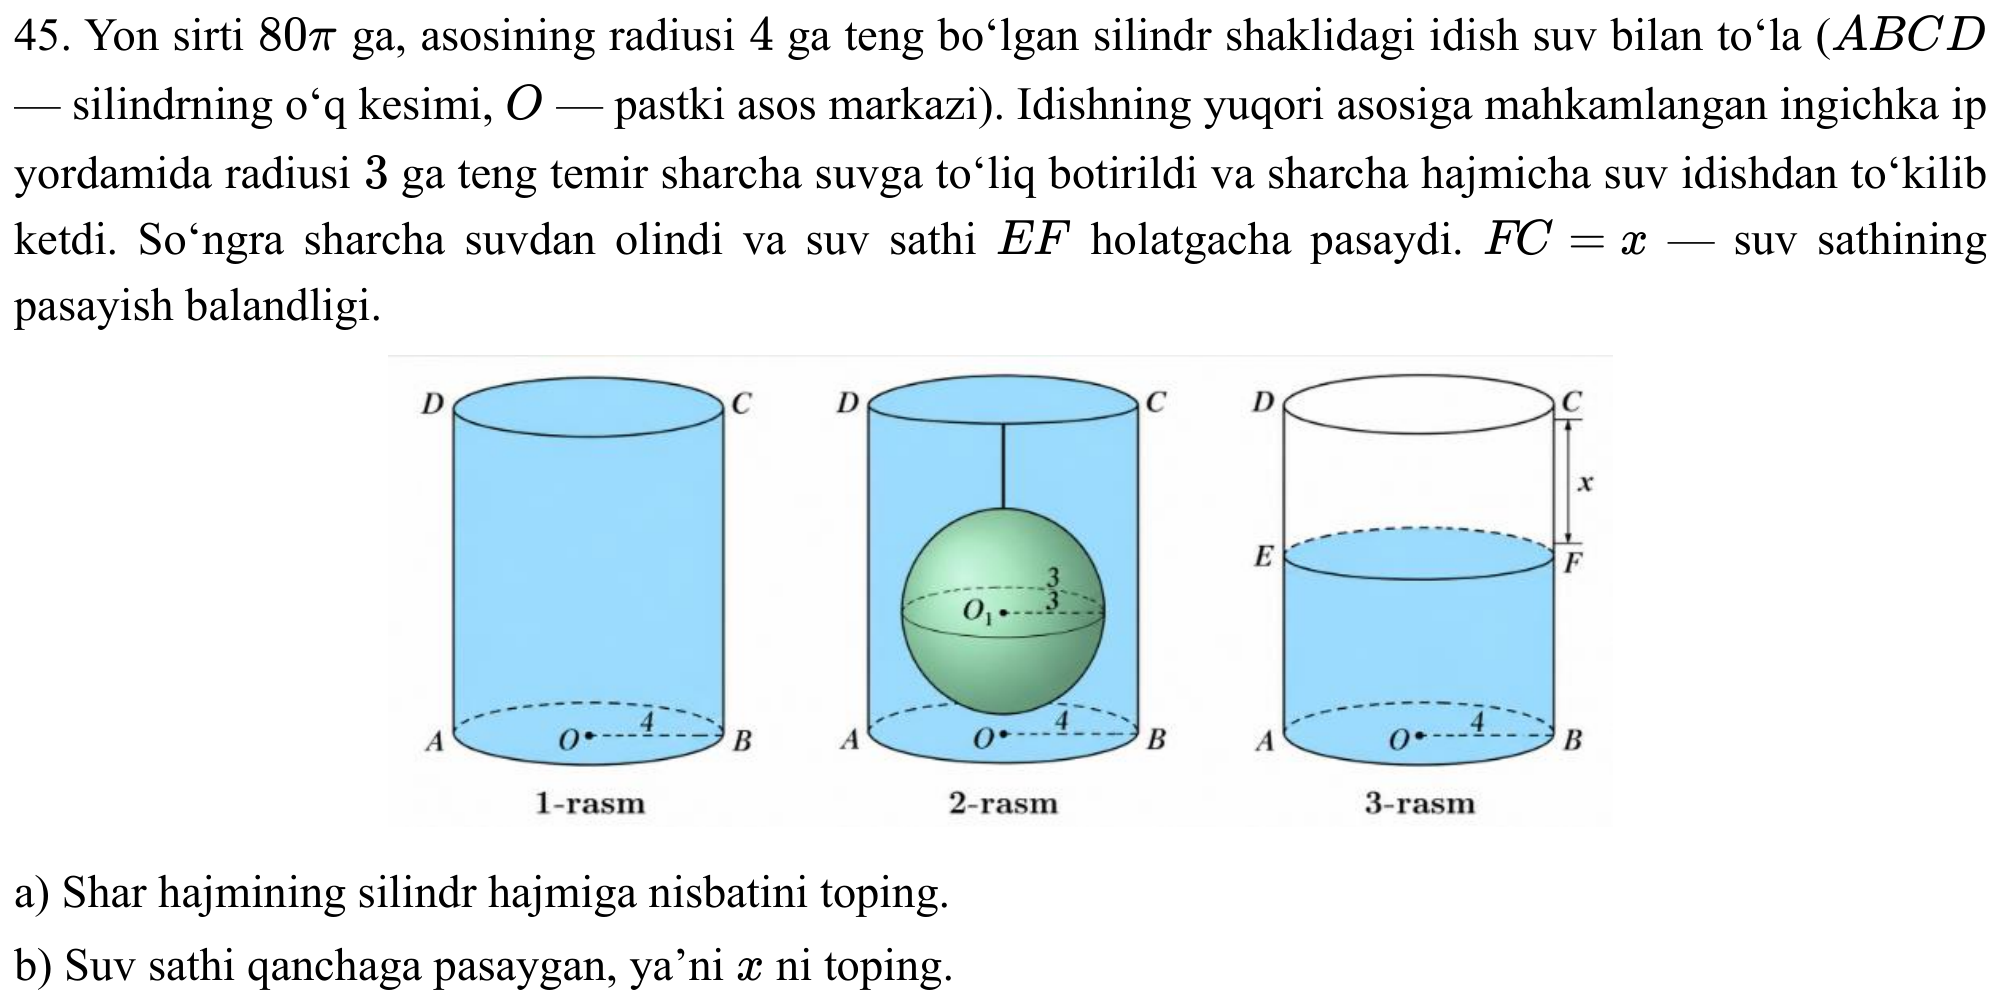 45. Yon sirti 80π ga, asosining radiusi 4 ga teng bo‘lgan silindr shaklidagi idish suv bilan to‘la (ABCD
— silindrning o‘q kesimi, O — pastki asos markazi). Idishning yuqori asosiga mahkamlangan ingichka ip
yordamida radiusi 3 ga teng temir sharcha suvga to‘liq botirildi va sharcha hajmicha suv idishdan to‘kilib
ketdi. So‘ngra sharcha suvdan olindi va suv sathi EF holatgacha pasaydi. FC = x — suv sathining
pasayish balandligi.
D C
A O 4 B
1-rasm
D C
3
O₁ 3
A O 4 B
2-rasm
D C
x
E F
A O 4 B
3-rasm
a) Shar hajmining silindr hajmiga nisbatini toping.
b) Suv sathi qanchaga pasaygan, ya’ni x ni toping.